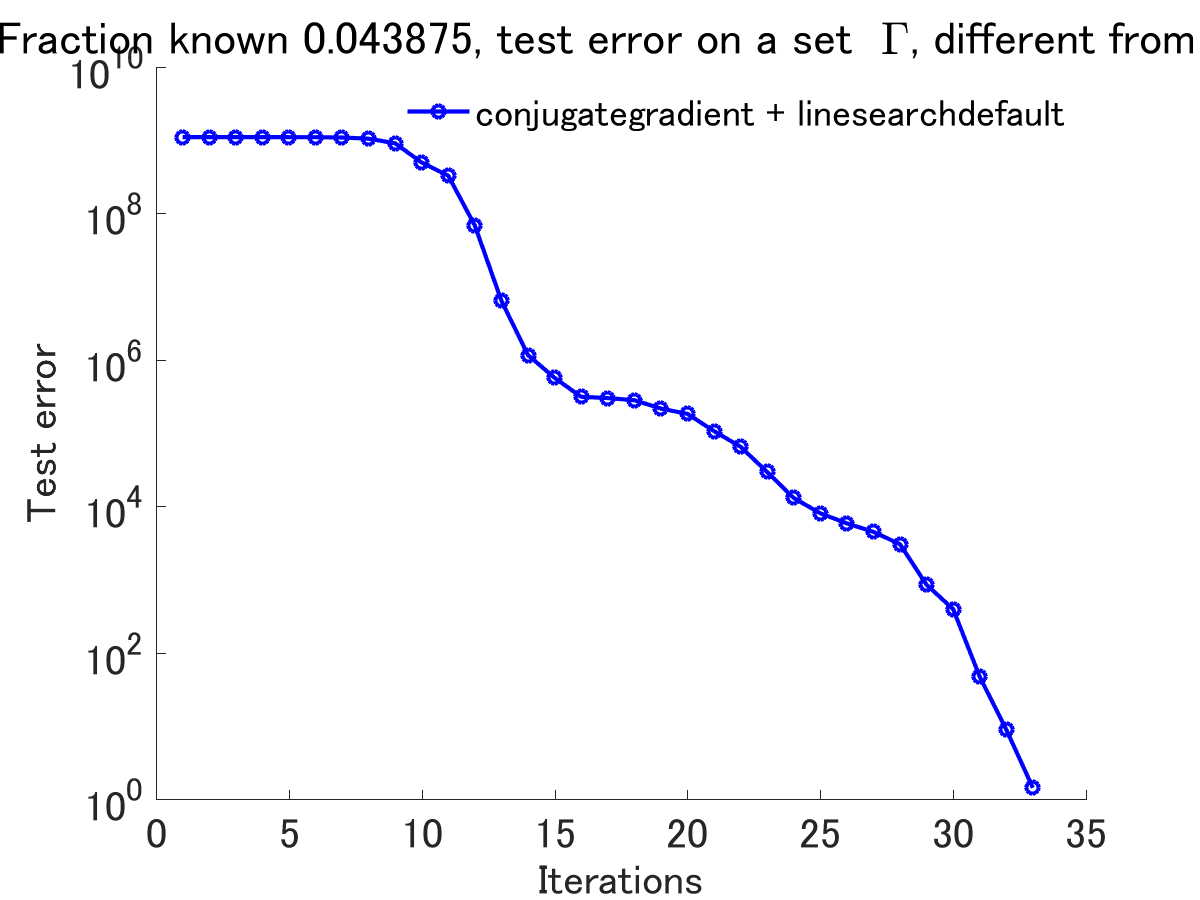 Fraction known 0.043875, test error on a set Γ, different from
10^10
conjugategradient + linesearchdefault
10^8
10^6
10^4
10^2
10^0
Test error
0 5 10 15 20 25 30 35
Iterations